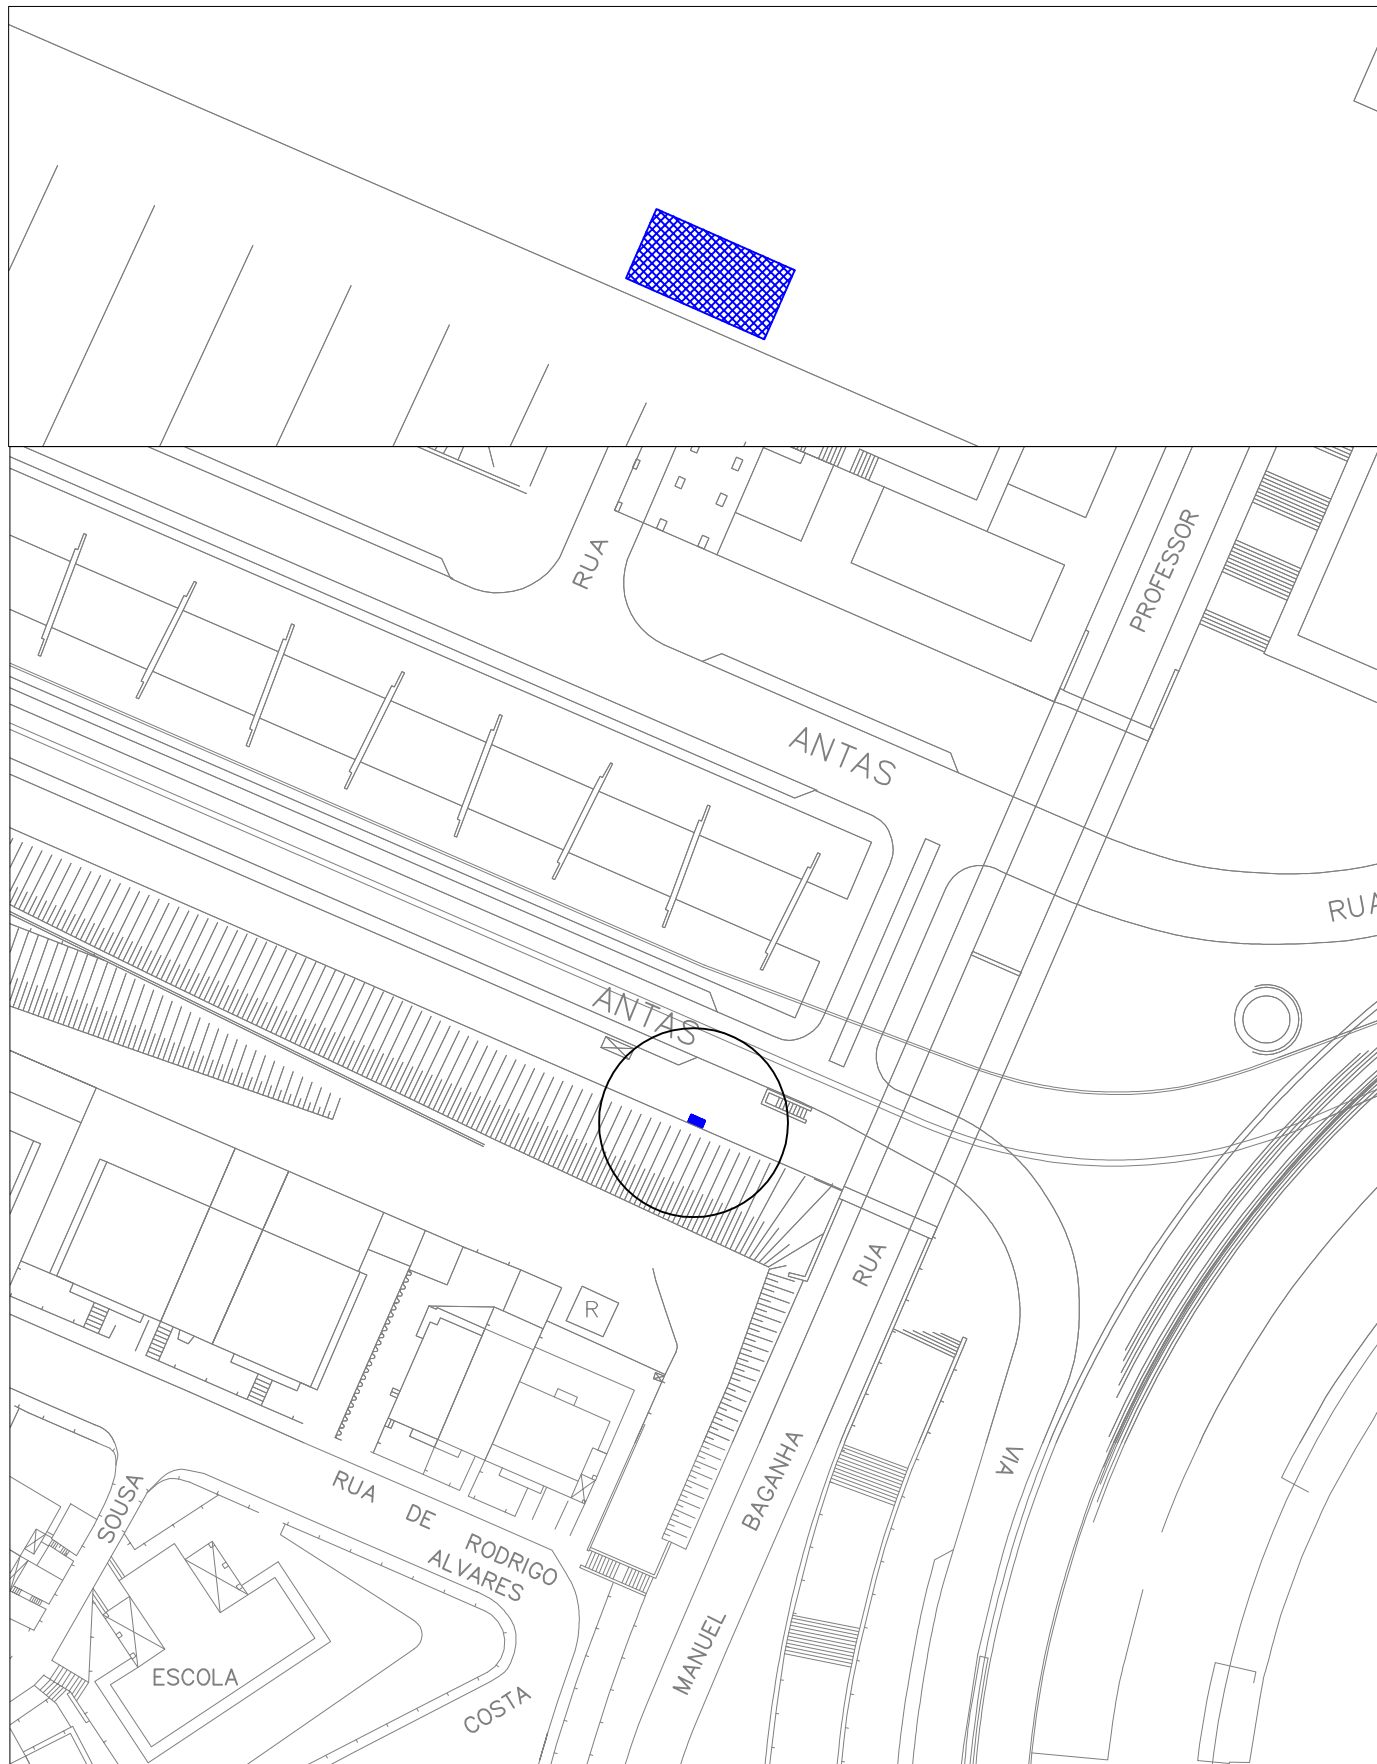 RUA
PROFESSOR
ANTAS
RUA
ANTAS
RUA
R
BAGANHA
VIA
SOUSA
RUA DE RODRIGO
ALVARES
MANUEL
ESCOLA
COSTA